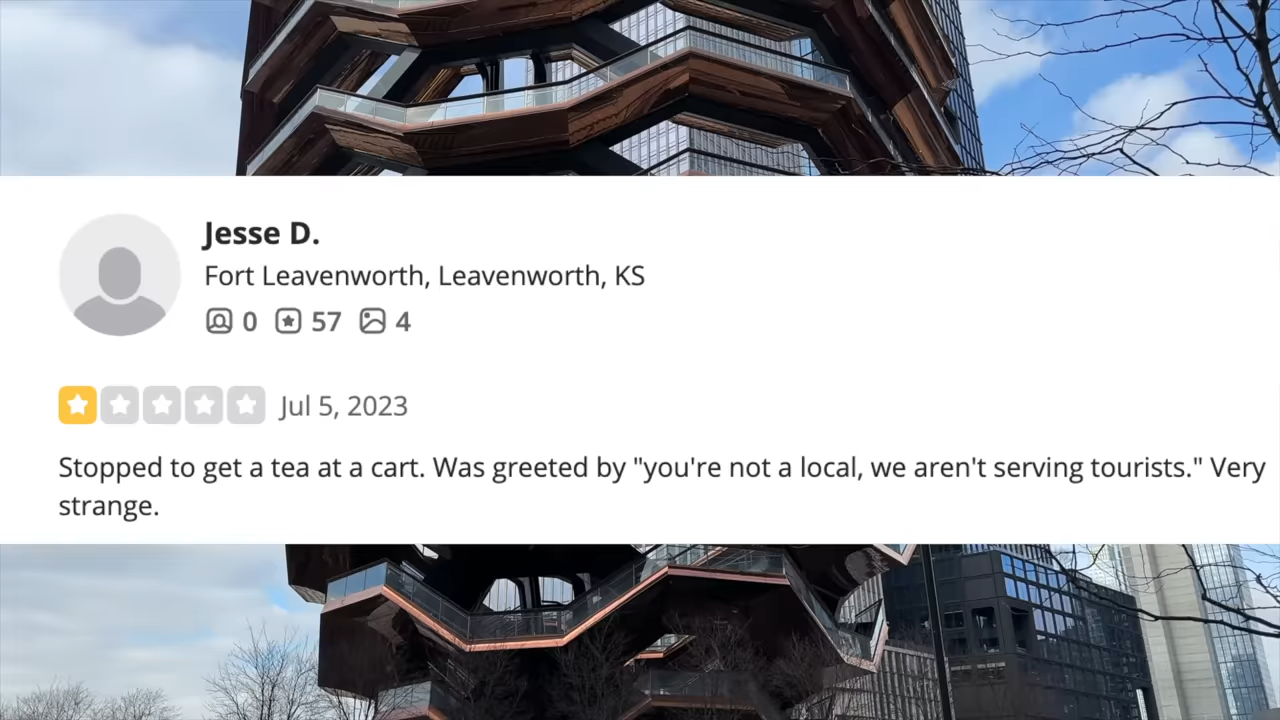 Jesse D.
Fort Leavenworth, Leavenworth, KS
0 57 4
Jul 5, 2023
Stopped to get a tea at a cart. Was greeted by "you're not a local, we aren't serving tourists." Very
strange.